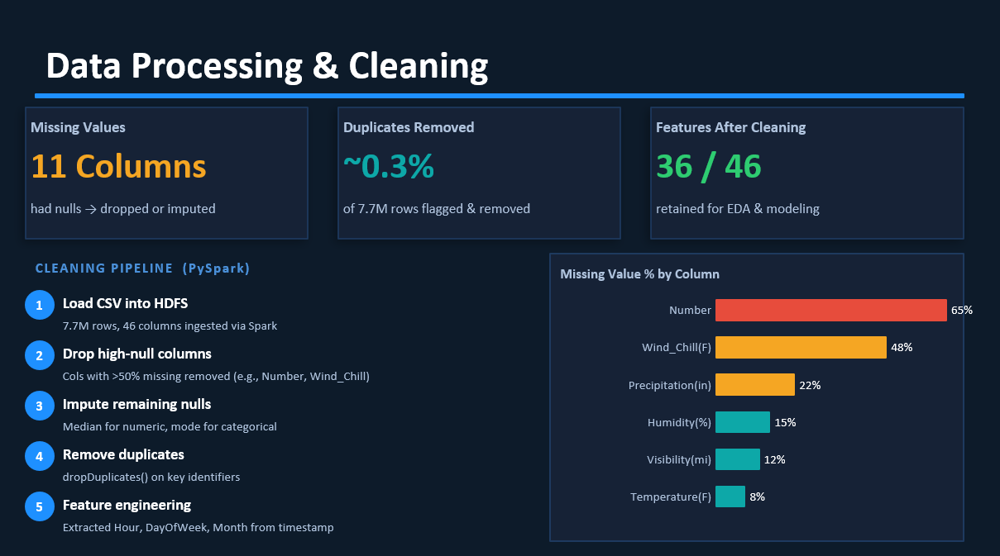 Data Processing & Cleaning
Missing Values
11 Columns
had nulls → dropped or imputed
Duplicates Removed
~0.3%
of 7.7M rows flagged & removed
Features After Cleaning
36 / 46
retained for EDA & modeling
CLEANING PIPELINE (PySpark)
1 Load CSV into HDFS
7.7M rows, 46 columns ingested via Spark
2 Drop high-null columns
Cols with >50% missing removed (e.g., Number, Wind_Chill)
3 Impute remaining nulls
Median for numeric, mode for categorical
4 Remove duplicates
dropDuplicates() on key identifiers
5 Feature engineering
Extracted Hour, DayOfWeek, Month from timestamp
Missing Value % by Column
Number 65%
Wind_Chill(F) 48%
Precipitation(in) 22%
Humidity(%) 15%
Visibility(mi) 12%
Temperature(F) 8%